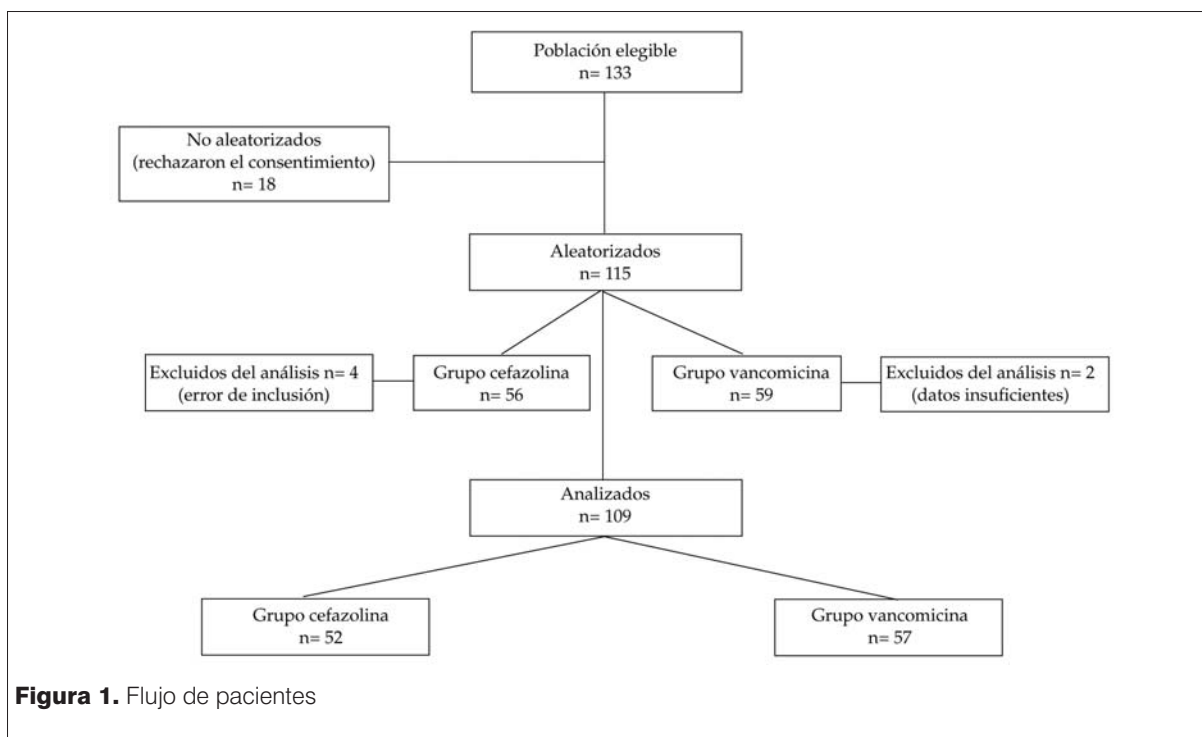 Población elegible
n= 133
No aleatorizados
(rechazaron el consentimiento)
n= 18
Aleatorizados
n= 115
Excluidos del análisis n= 4
(error de inclusión)
Grupo cefazolina
n= 56
Grupo vancomicina
n= 59
Excluidos del análisis n= 2
(datos insuficientes)
Analizados
n= 109
Grupo cefazolina
n= 52
Grupo vancomicina
n= 57
Figura 1. Flujo de pacientes